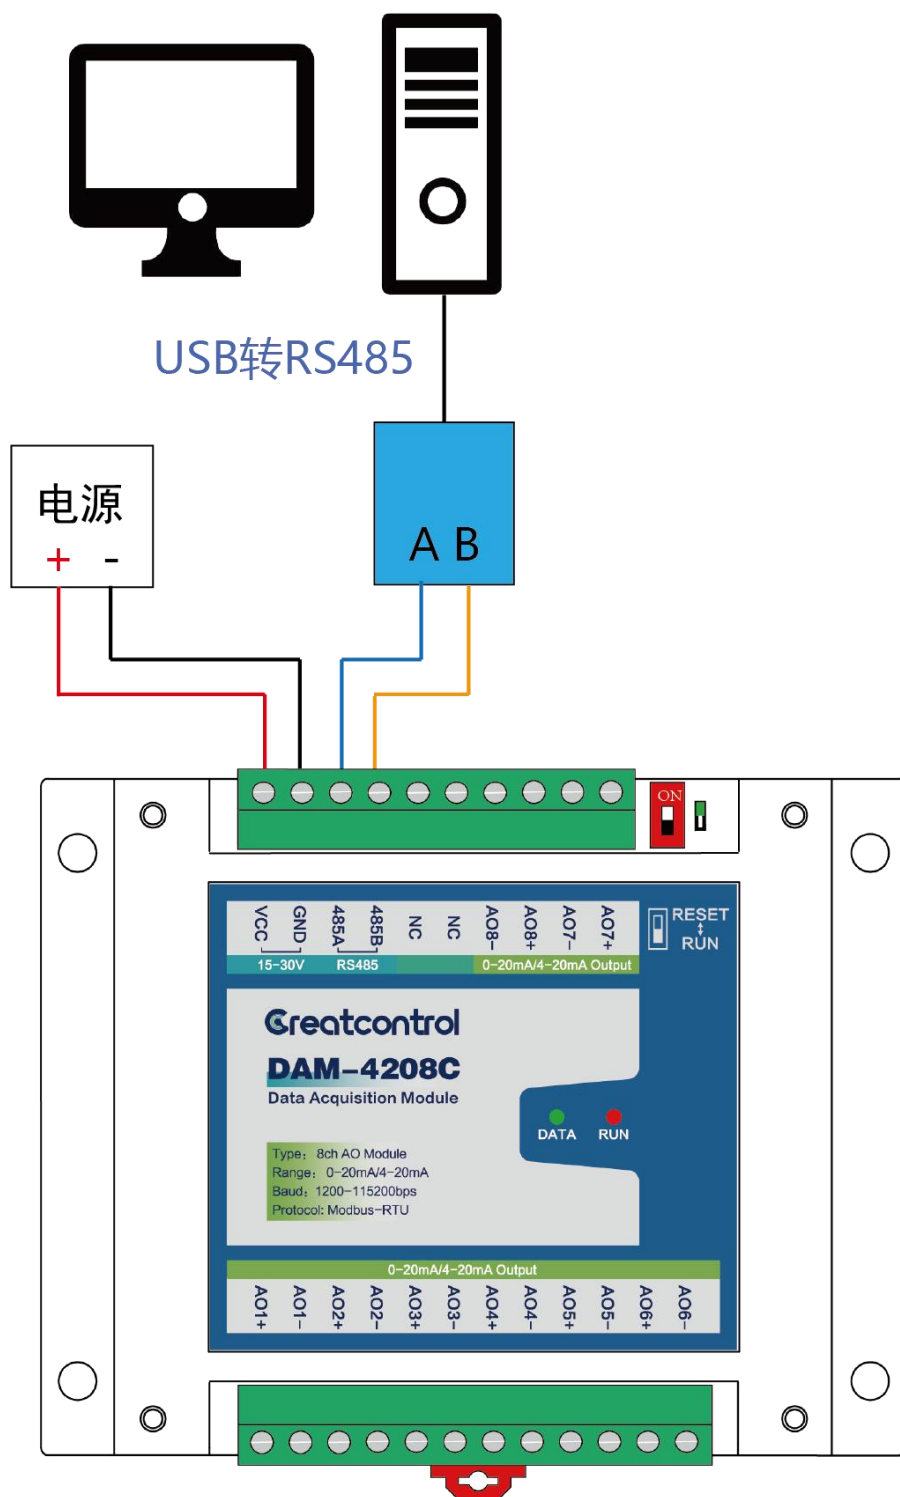 USB转RS485
电源
+ -
A B
ON
VCC GND 485A 485B NC NC AO8- AO8+ AO7- AO7+
15-30V RS485 0-20mA/4-20mA Output
RESET
RUN
Creatcontrol
DAM-4208C
Data Acquisition Module
DATA RUN
Type: 8ch AO Module
Range: 0-20mA/4-20mA
Baud: 1200-115200bps
Protocol: Modbus-RTU
0-20mA/4-20mA Output
AO1+ AO1- AO2+ AO2- AO3+ AO3- AO4+ AO4- AO5+ AO5- AO6+ AO6-